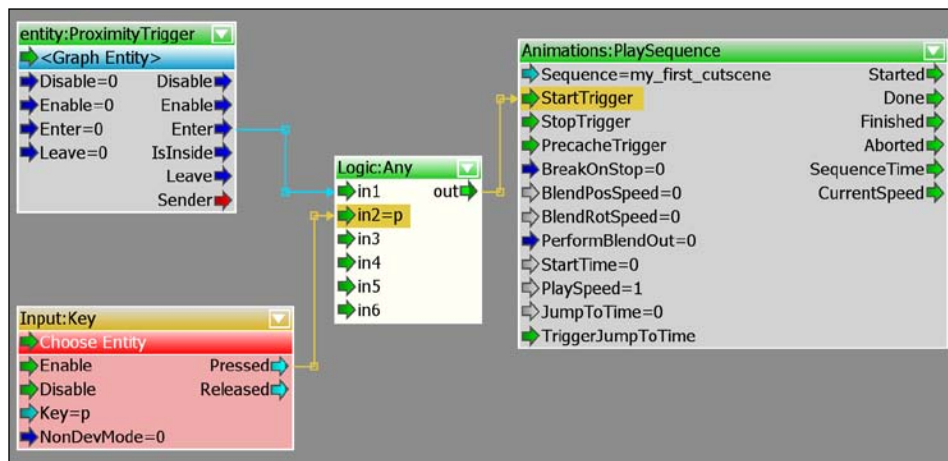 entity:ProximityTrigger
<Graph Entity>
Disable=0 Disable
Enable=0 Enable
Enter=0 Enter
Leave=0 IsInside
Leave
Sender
Input:Key
Choose Entity
Enable Pressed
Disable Released
Key=p
NonDevMode=0
Logic:Any
in1 out
in2=p
in3
in4
in5
in6
Animations:PlaySequence
Sequence=my_first_cutscene Started
StartTrigger Done
StopTrigger Finished
PrecacheTrigger Aborted
BreakOnStop=0 SequenceTime
BlendPosSpeed=0 CurrentSpeed
BlendRotSpeed=0
PerformBlendOut=0
StartTime=0
PlaySpeed=1
JumpToTime=0
TriggerJumpToTime